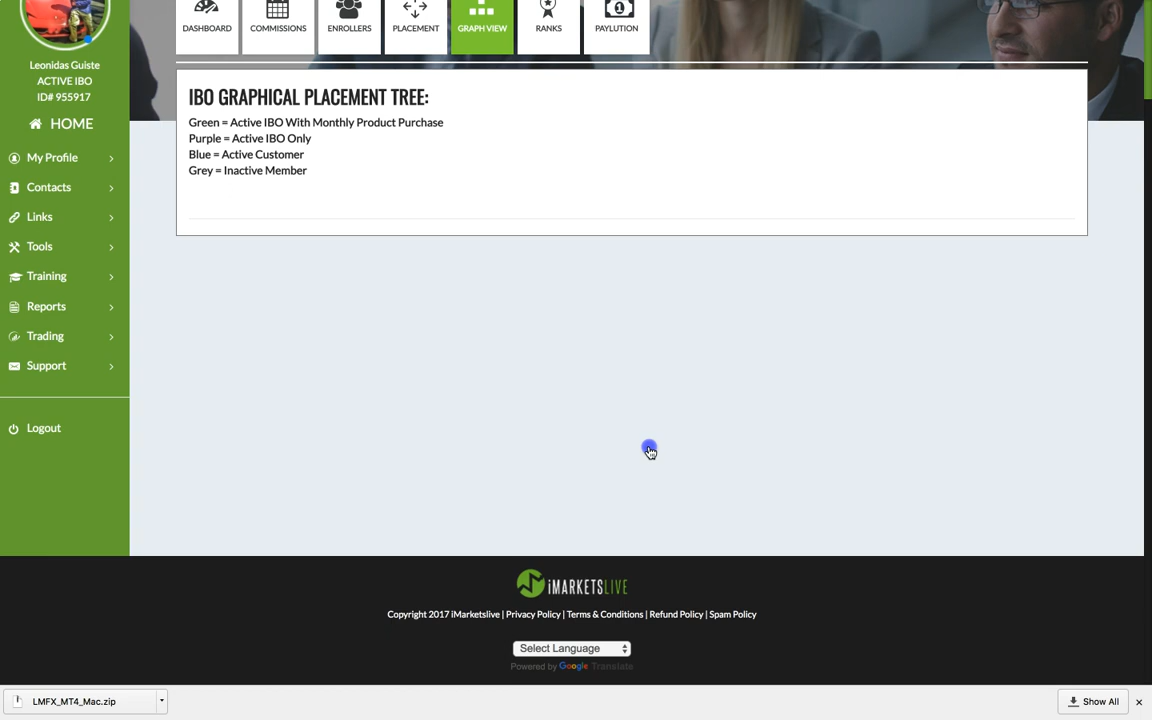 DASHBOARD
COMMISSIONS
ENROLLERS
PLACEMENT
GRAPH VIEW
RANKS
PAYLUTION
Leonidas Guiste
ACTIVE IBO
ID# 955917
HOME
My Profile
Contacts
Links
Tools
Training
Reports
Trading
Support
Logout
IBO GRAPHICAL PLACEMENT TREE:
Green = Active IBO With Monthly Product Purchase
Purple = Active IBO Only
Blue = Active Customer
Grey = Inactive Member
iMARKETSLIVE
Copyright 2017 iMarketslive | Privacy Policy | Terms & Conditions | Refund Policy | Spam Policy
Select Language
Powered by Google Translate
LMFX_MT4_Mac.zip
Show All